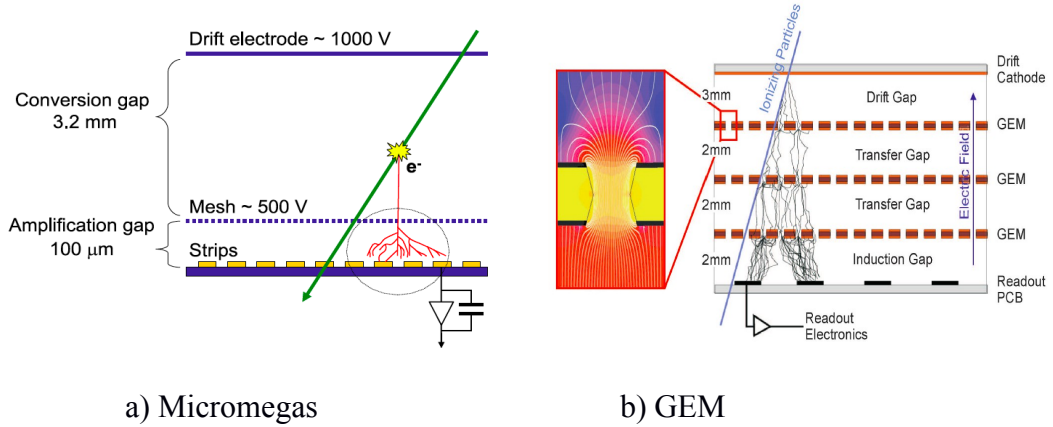 Drift electrode ~ 1000 V
Conversion gap
3.2 mm
e-
Mesh ~ 500 V
Amplification gap
100 µm
Strips
a) Micromegas
Ionizing Particles
Drift
Cathode
3mm
Drift Gap
GEM
2mm
Transfer Gap
Electric Field
GEM
2mm
Transfer Gap
GEM
2mm
Induction Gap
Readout
PCB
Readout
Electronics
b) GEM